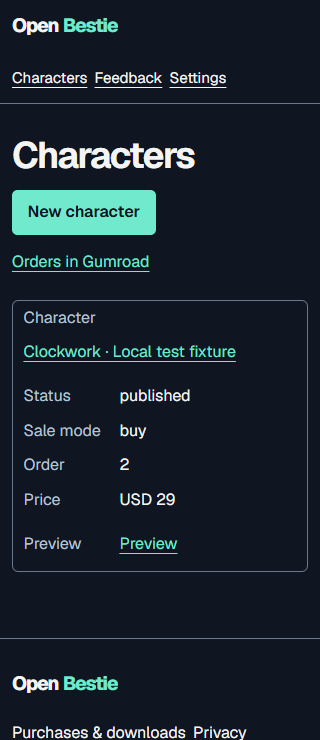 Open Bestie
Characters Feedback Settings
Characters
New character
Orders in Gumroad
Character
Clockwork · Local test fixture
Status published
Sale mode buy
Order 2
Price USD 29
Preview Preview
Open Bestie
Purchases & downloads Privacy